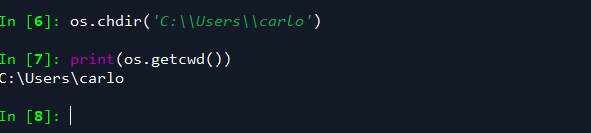 In [6]: os.chdir('C:\\Users\\carlo')
In [7]: print(os.getcwd())
C:\Users\carlo
In [8]: